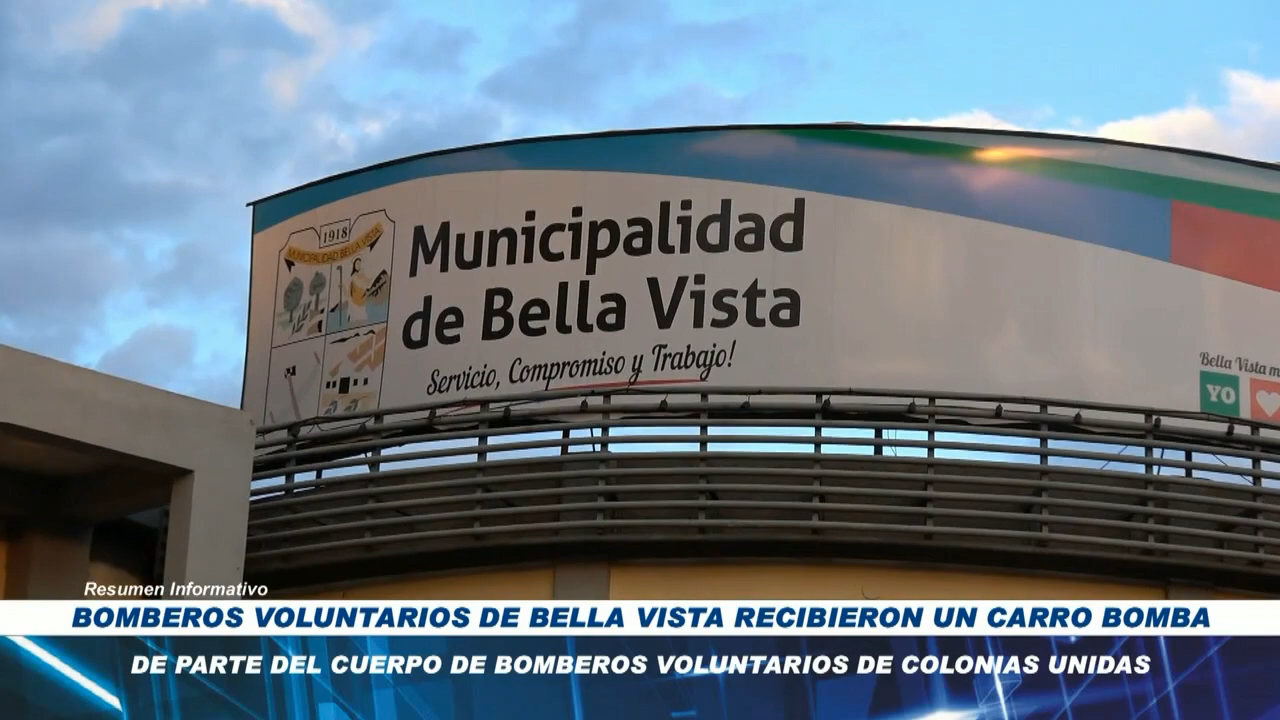 1918
MUNICIPALIDAD BELLA VISTA
Municipalidad
de Bella Vista
Servicio, Compromiso y Trabajo!
Bella Vista
YO
Resumen Informativo
BOMBEROS VOLUNTARIOS DE BELLA VISTA RECIBIERON UN CARRO BOMBA
DE PARTE DEL CUERPO DE BOMBEROS VOLUNTARIOS DE COLONIAS UNIDAS